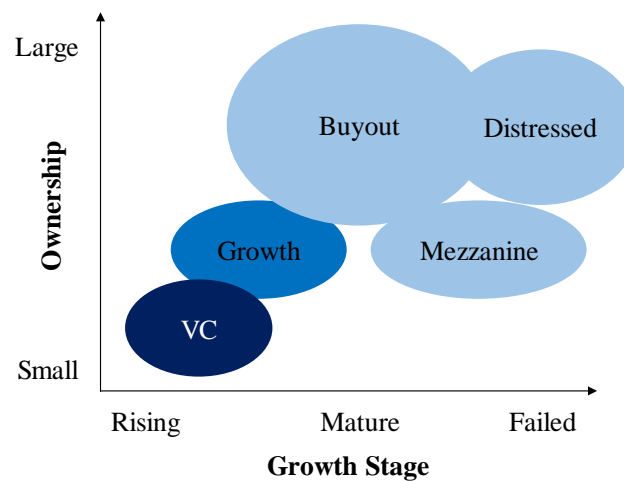 Large
Buyout
Distressed
Ownership
Growth
Mezzanine
VC
Small
Rising
Mature
Failed
Growth Stage